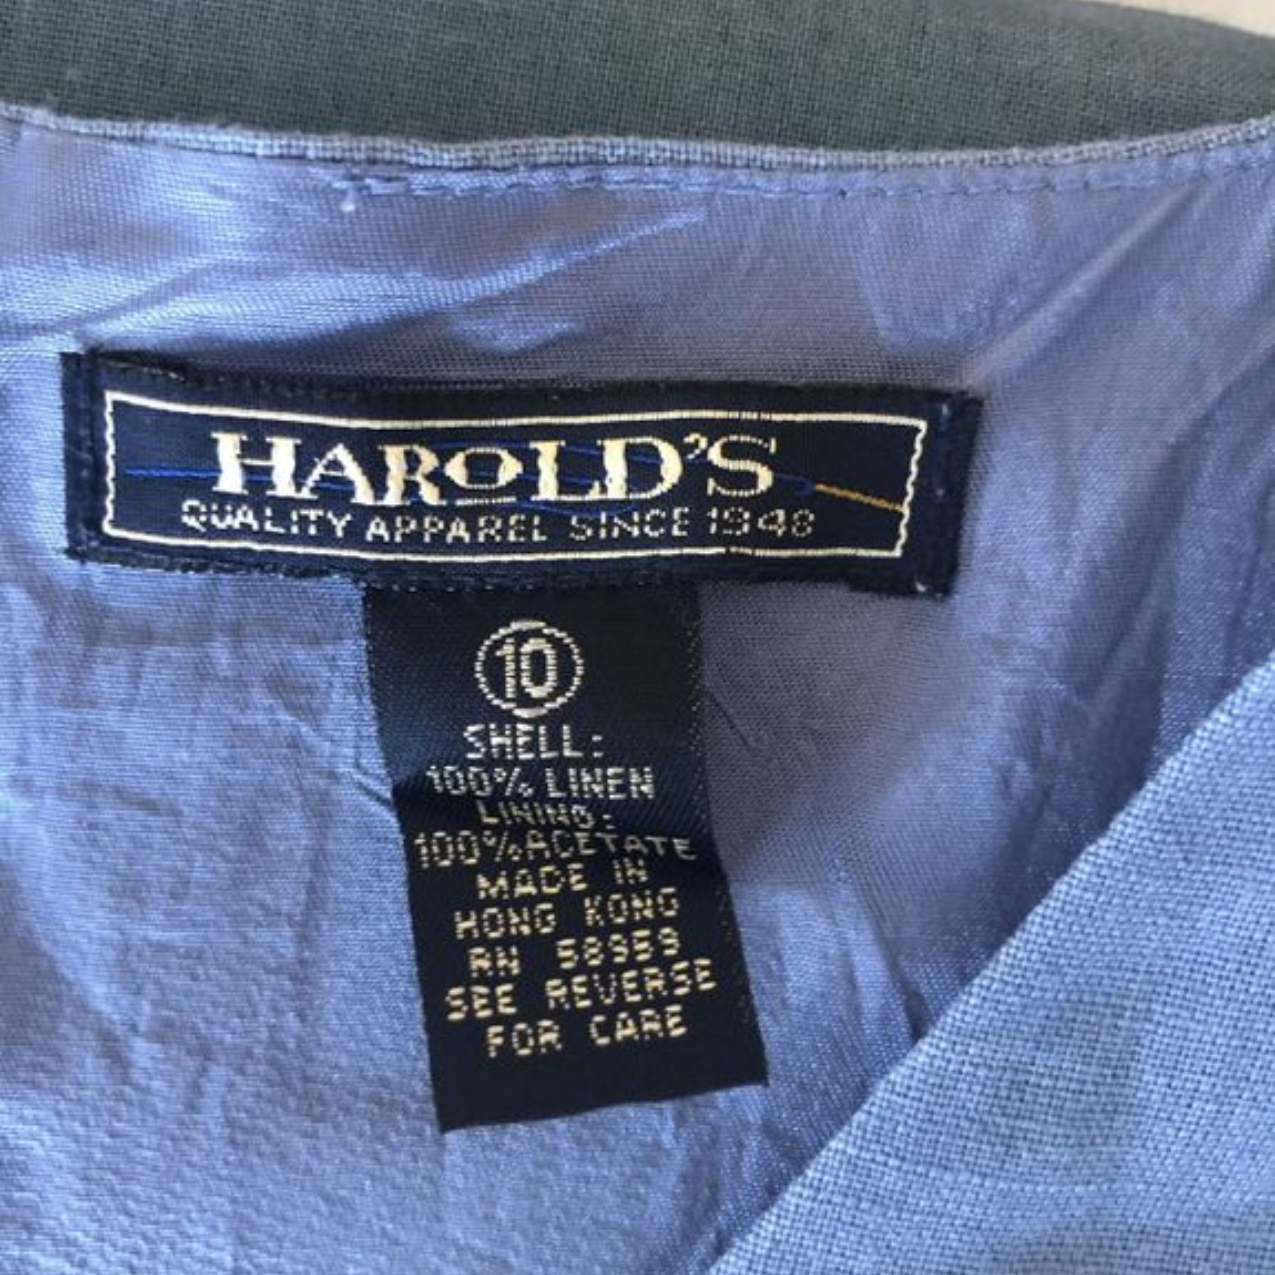 HAROLD'S
QUALITY APPAREL SINCE 1948
10
SHELL:
100% LINEN
LINING:
100% ACETATE
MADE IN
HONG KONG
RN 58959
SEE REVERSE
FOR CARE